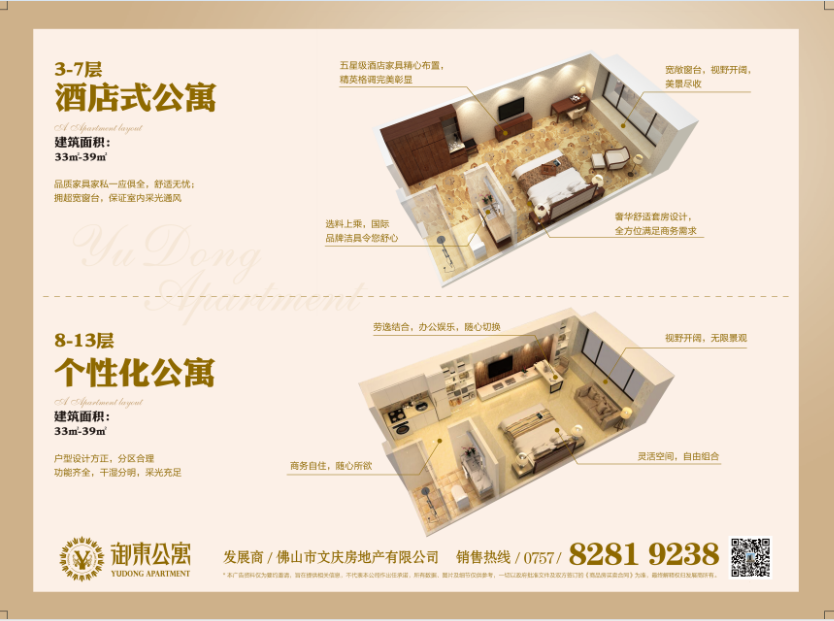 3-7层
酒店式公寓
A Apartment layout
建筑面积：
33㎡-39㎡
品质家具家私一应俱全，舒适无忧；
拥超宽窗台，保证室内采光通风
五星级酒店家具精心布置，
精英格调完美彰显
宽敞窗台，视野开阔，
美景尽收
选料上乘，国际
品牌洁具令您舒心
奢华舒适套房设计，
全方位满足商务需求
Yu Dong
Apartment
8-13层
个性化公寓
A Apartment layout
建筑面积：
33㎡-39㎡
户型设计方正，分区合理
功能齐全，干湿分明，采光充足
劳逸结合，办公娱乐，随心切换
视野开阔，无限景观
商务自住，随心所欲
灵活空间，自由组合
御東公寓
YUDONG APARTMENT
发展商/佛山市文庆房地产有限公司 销售热线/0757/ 8281 9238